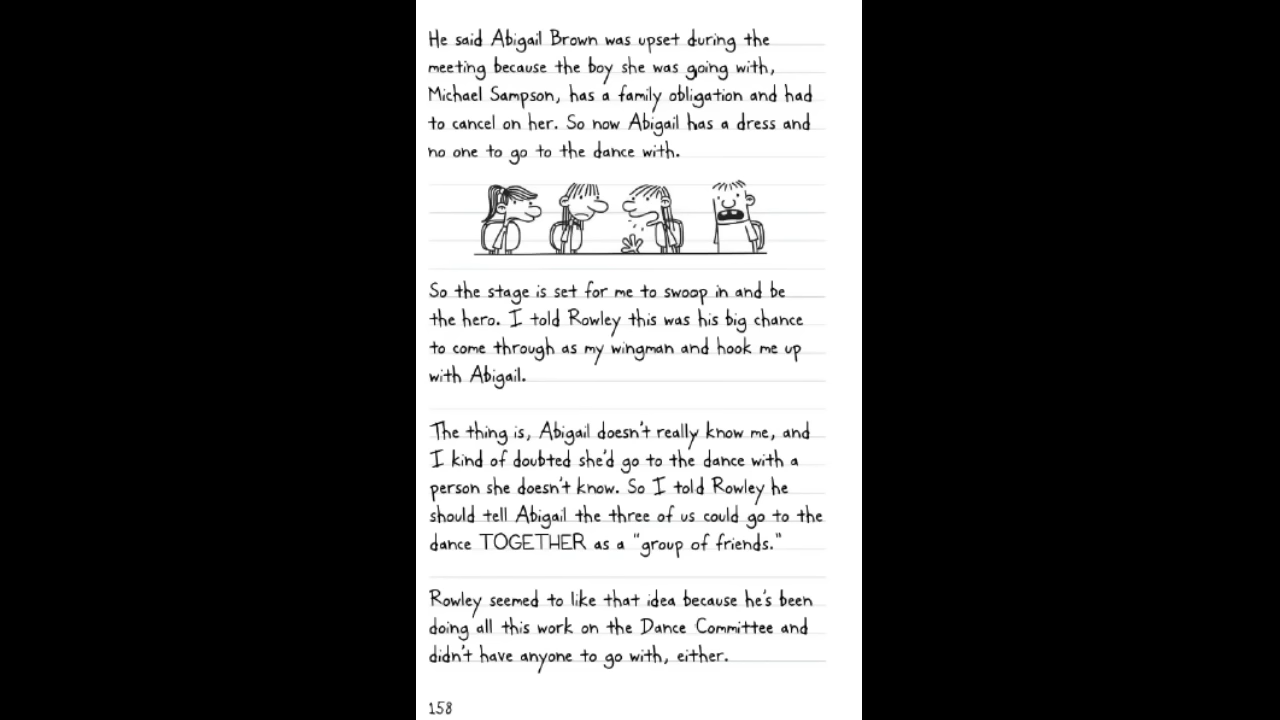 He said Abigail Brown was upset during the
meeting because the boy she was going with,
Michael Sampson, has a family obligation and had
to cancel on her. So now Abigail has a dress and
no one to go to the dance with.
So the stage is set for me to swoop in and be
the hero. I told Rowley this was his big chance
to come through as my wingman and hook me up
with Abigail.
The thing is, Abigail doesn't really know me, and
I kind of doubted she'd go to the dance with a
person she doesn't know. So I told Rowley he
should tell Abigail the three of us could go to the
dance TOGETHER as a "group of friends."
Rowley seemed to like that idea because he's been
doing all this work on the Dance Committee and
didn't have anyone to go with, either.
158